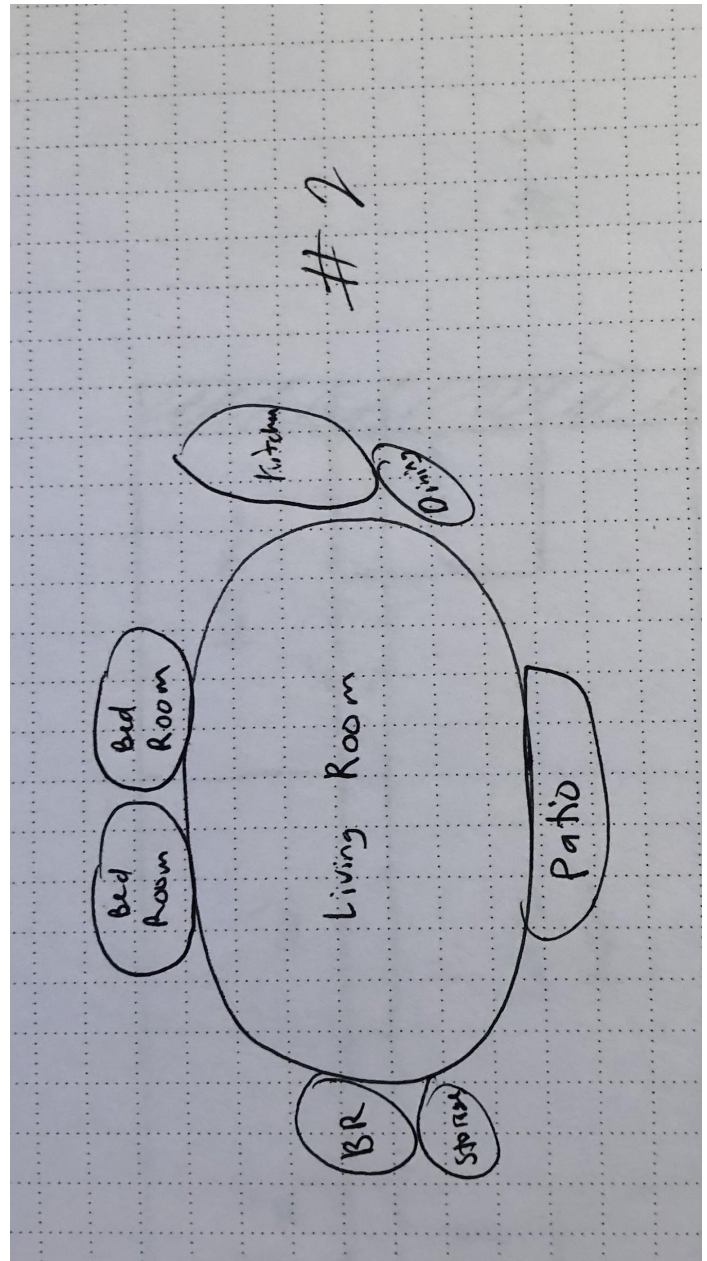 Bed
Room
Bed
Room
Kitchen
BR
Living Room
Dining
Storage
Patio
# 2